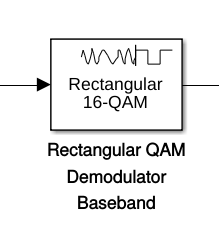 Rectangular
16-QAM
Rectangular QAM
Demodulator
Baseband